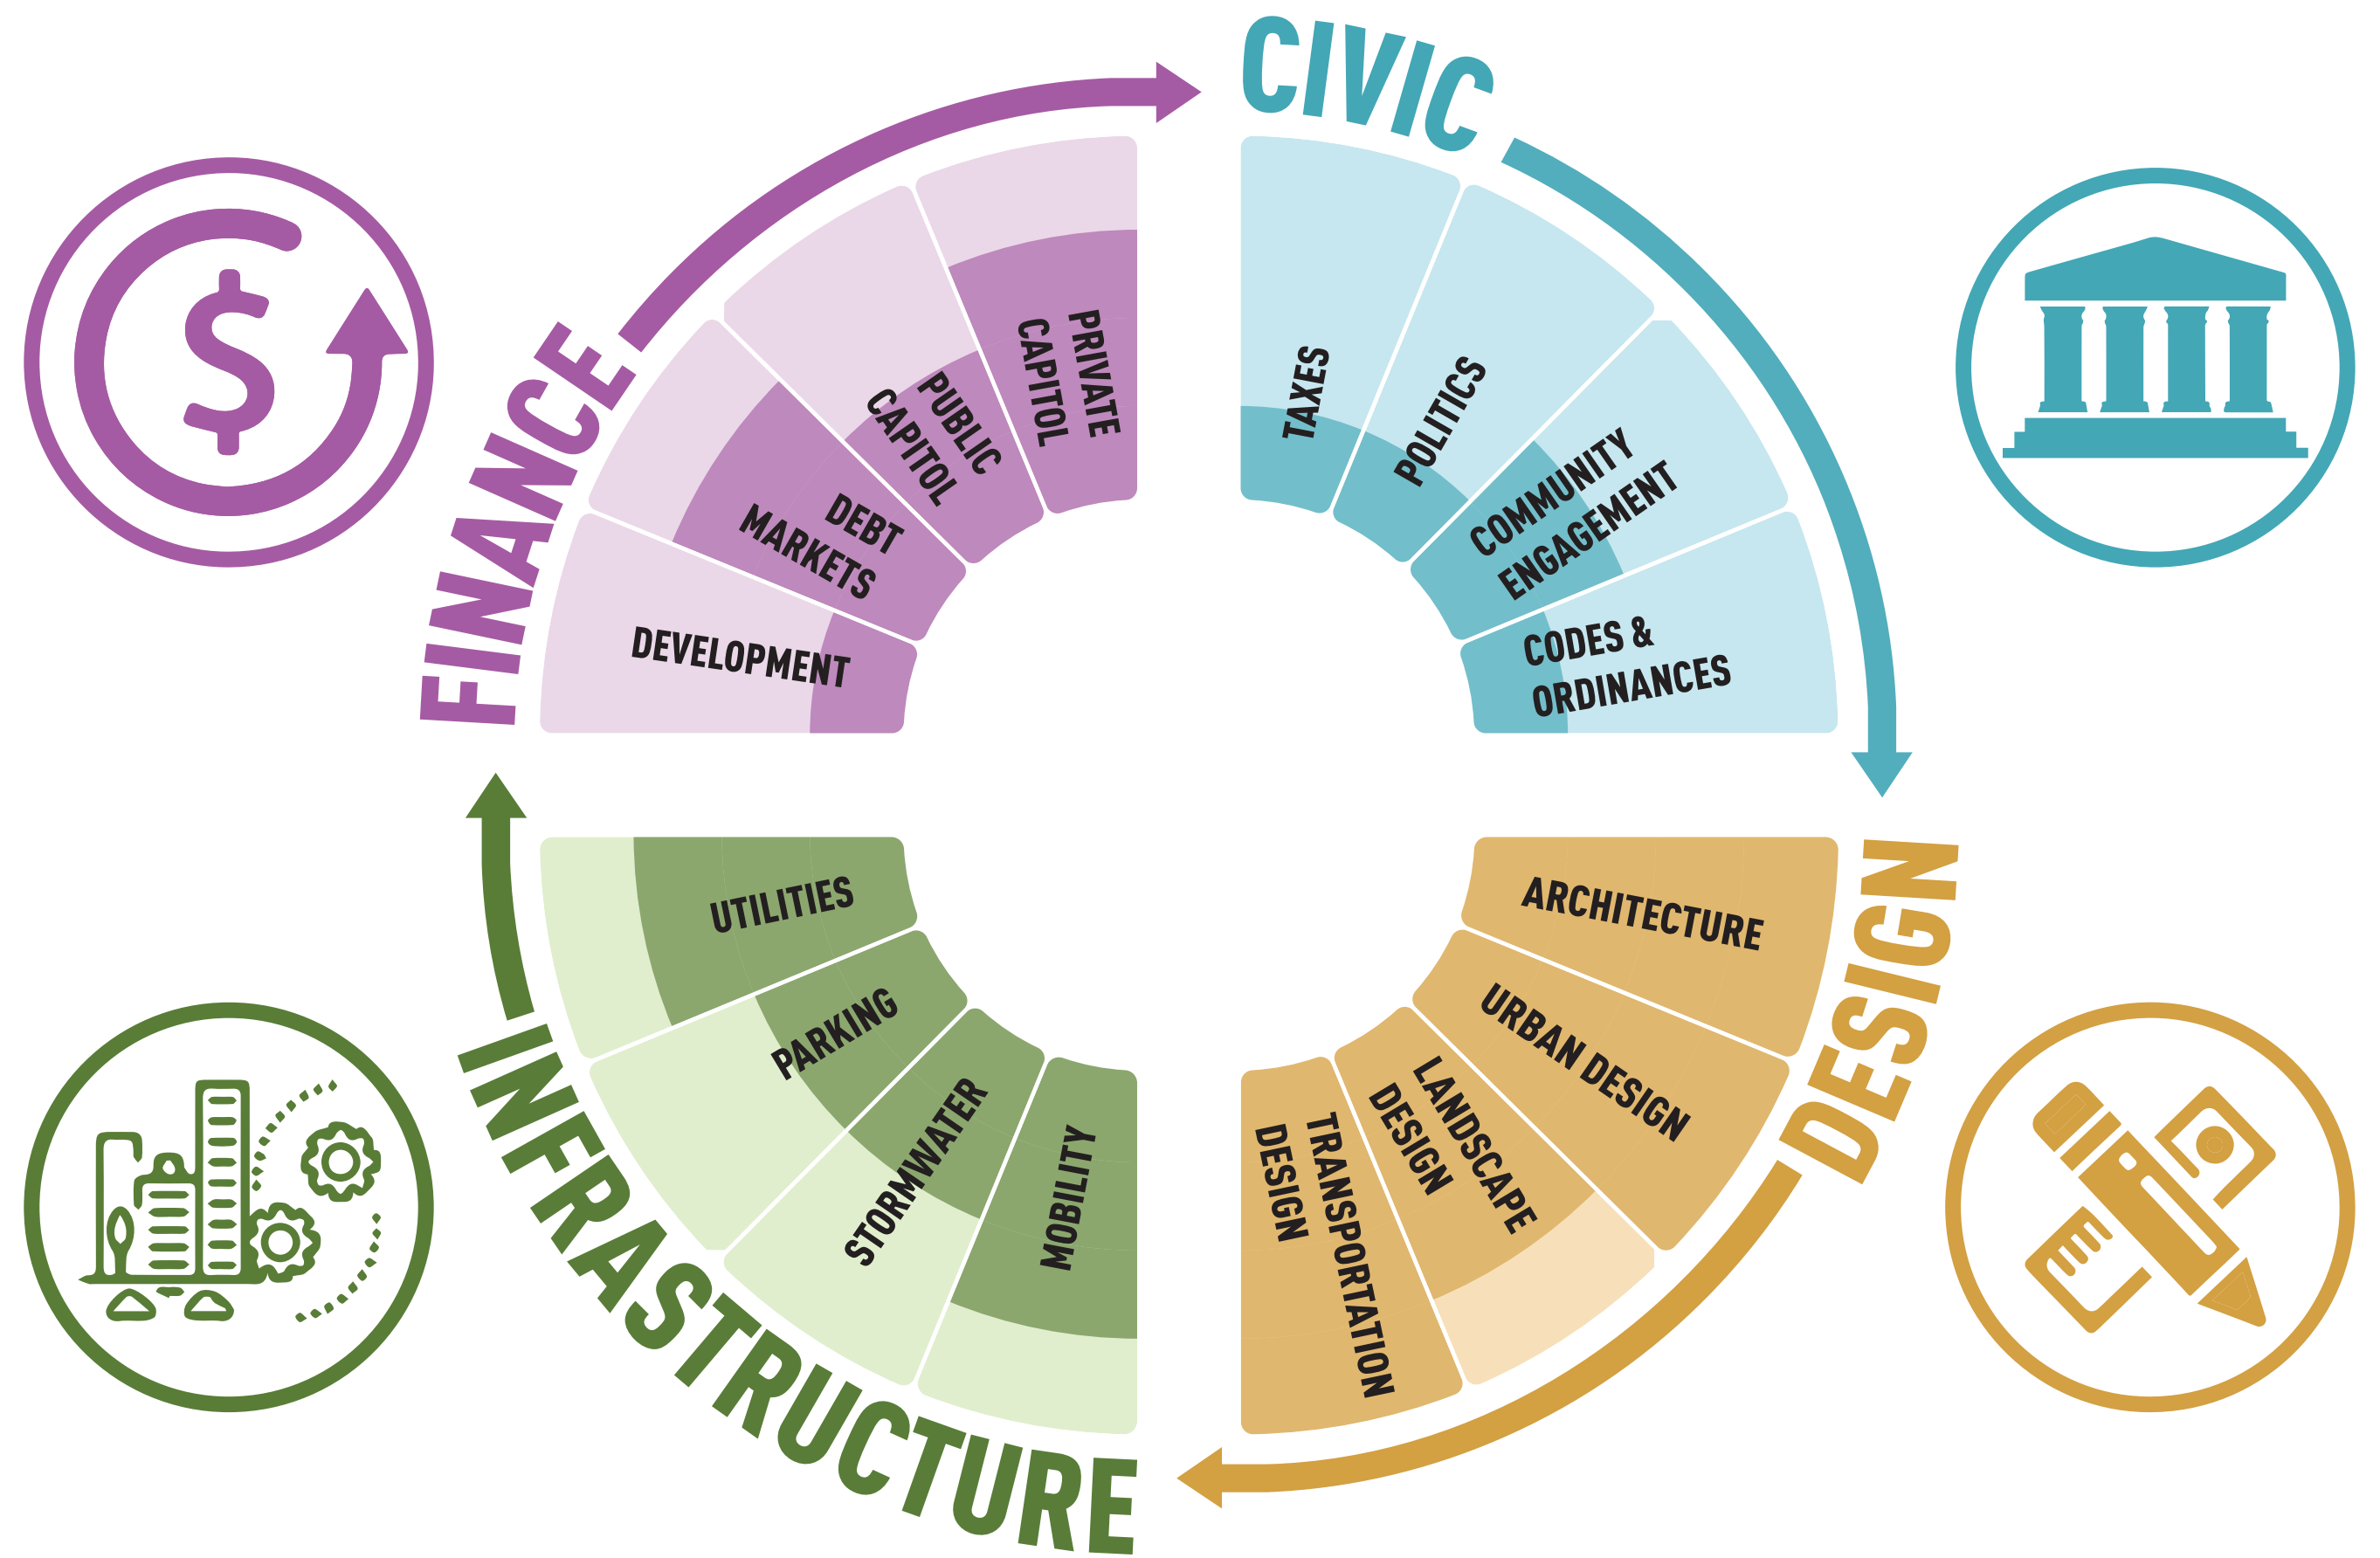 CIVIC
TAXES
POLITICS
COMMUNITY
ENGAGEMENT
CODES &
ORDINANCES
DESIGN
ARCHITECTURE
URBAN DESIGN
LANDSCAPE
DESIGN
TRANSPORTATION
DESIGN
INFRASTRUCTURE
MOBILITY
STORMWATER
PARKING
UTILITIES
FINANCE
DEVELOPMENT
DEBT
MARKETS
PUBLIC
CAPITOL
PRIVATE
CAPITOL
$